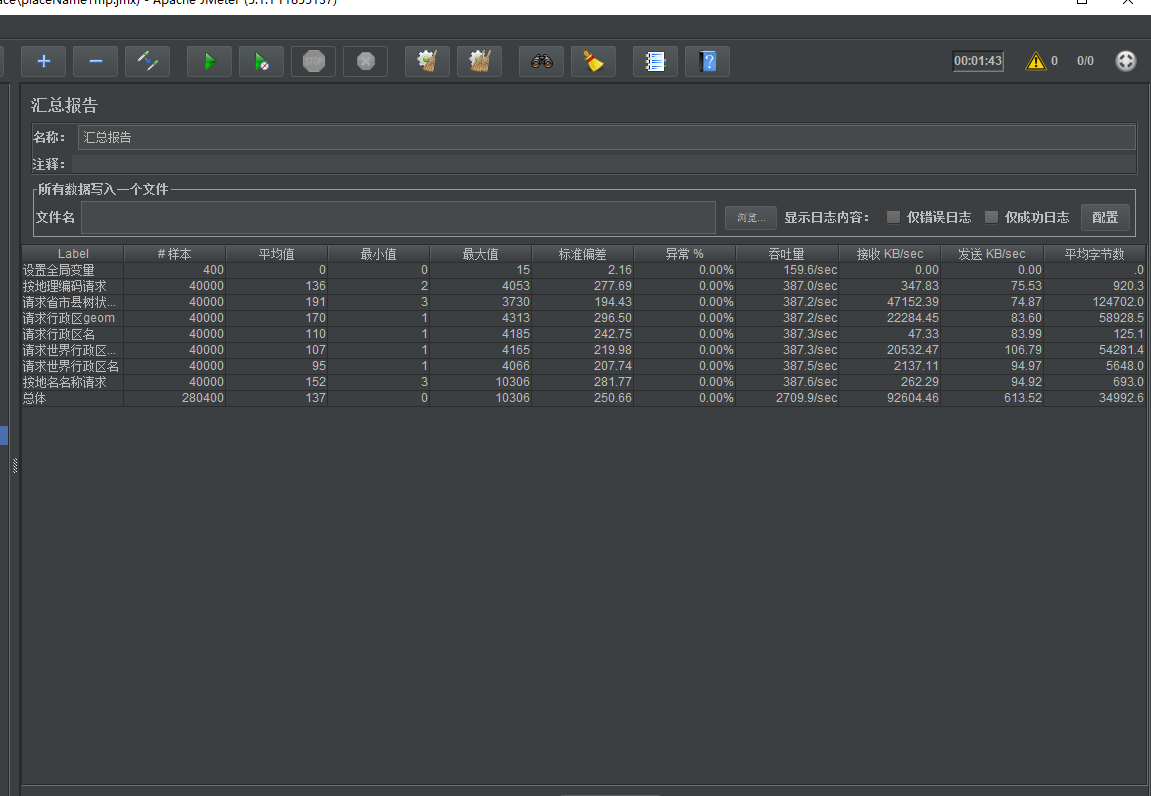 ace\placeNameTmp.jmx) - Apache JMeter (5.1.1 r1855137)
STOP
?
00:01:43
0
0/0
汇总报告
名称:
汇总报告
注释:
所有数据写入一个文件
文件名
浏览...
显示日志内容:
仅错误日志
仅成功日志
配置
Label # 样本 平均值 最小值 最大值 标准偏差 异常 % 吞吐量 接收 KB/sec 发送 KB/sec 平均字节数
设置全局变量 400 0 0 15 2.16 0.00% 159.6/sec 0.00 0.00 .0
按地理编码请求 40000 136 2 4053 277.69 0.00% 387.0/sec 347.83 75.53 920.3
请求省市县树状... 40000 191 3 3730 194.43 0.00% 387.2/sec 47152.39 74.87 124702.0
请求行政区geom 40000 170 1 4313 296.50 0.00% 387.2/sec 22284.45 83.60 58928.5
请求行政区名 40000 110 1 4185 242.75 0.00% 387.3/sec 47.33 83.99 125.1
请求世界行政区... 40000 107 1 4165 219.98 0.00% 387.3/sec 20532.47 106.79 54281.4
请求世界行政区名 40000 95 1 4066 207.74 0.00% 387.5/sec 2137.11 94.97 5648.0
按地名名称请求 40000 152 3 10306 281.77 0.00% 387.6/sec 262.29 94.92 693.0
总体 280400 137 0 10306 250.66 0.00% 2709.9/sec 92604.46 613.52 34992.6